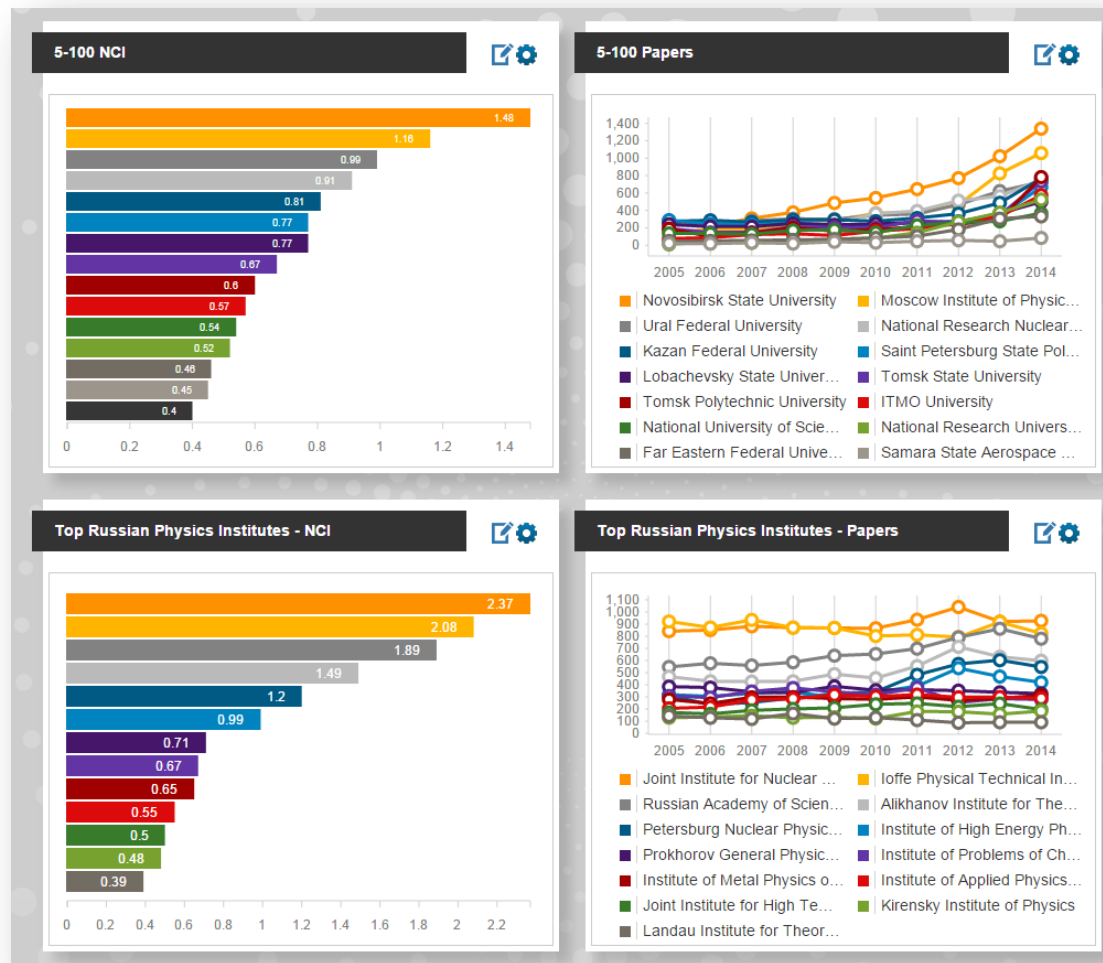 5-100 NCI
1.48
1.16
0.99
0.91
0.81
0.77
0.77
0.67
0.6
0.57
0.54
0.52
0.46
0.45
0.4
0 0.2 0.4 0.6 0.8 1 1.2 1.4
5-100 Papers
1,400
1,200
1,000
800
600
400
200
0
2005 2006 2007 2008 2009 2010 2011 2012 2013 2014
Novosibirsk State University Moscow Institute of Physic...
Ural Federal University National Research Nuclear...
Kazan Federal University Saint Petersburg State Pol...
Lobachevsky State Univer... Tomsk State University
Tomsk Polytechnic University ITMO University
National University of Scie... National Research Univers...
Far Eastern Federal Unive... Samara State Aerospace ...
Top Russian Physics Institutes - NCI
2.37
2.08
1.89
1.49
1.2
0.99
0.71
0.67
0.65
0.55
0.5
0.48
0.39
0 0.2 0.4 0.6 0.8 1 1.2 1.4 1.6 1.8 2 2.2
Top Russian Physics Institutes - Papers
1,100
1,000
900
800
700
600
500
400
300
200
100
0
2005 2006 2007 2008 2009 2010 2011 2012 2013 2014
Joint Institute for Nuclear ... Ioffe Physical Technical In...
Russian Academy of Scien... Alikhanov Institute for The...
Petersburg Nuclear Physic... Institute of High Energy Ph...
Prokhorov General Physic... Institute of Problems of Ch...
Institute of Metal Physics o... Institute of Applied Physics...
Joint Institute for High Te... Kirensky Institute of Physics
Landau Institute for Theor...